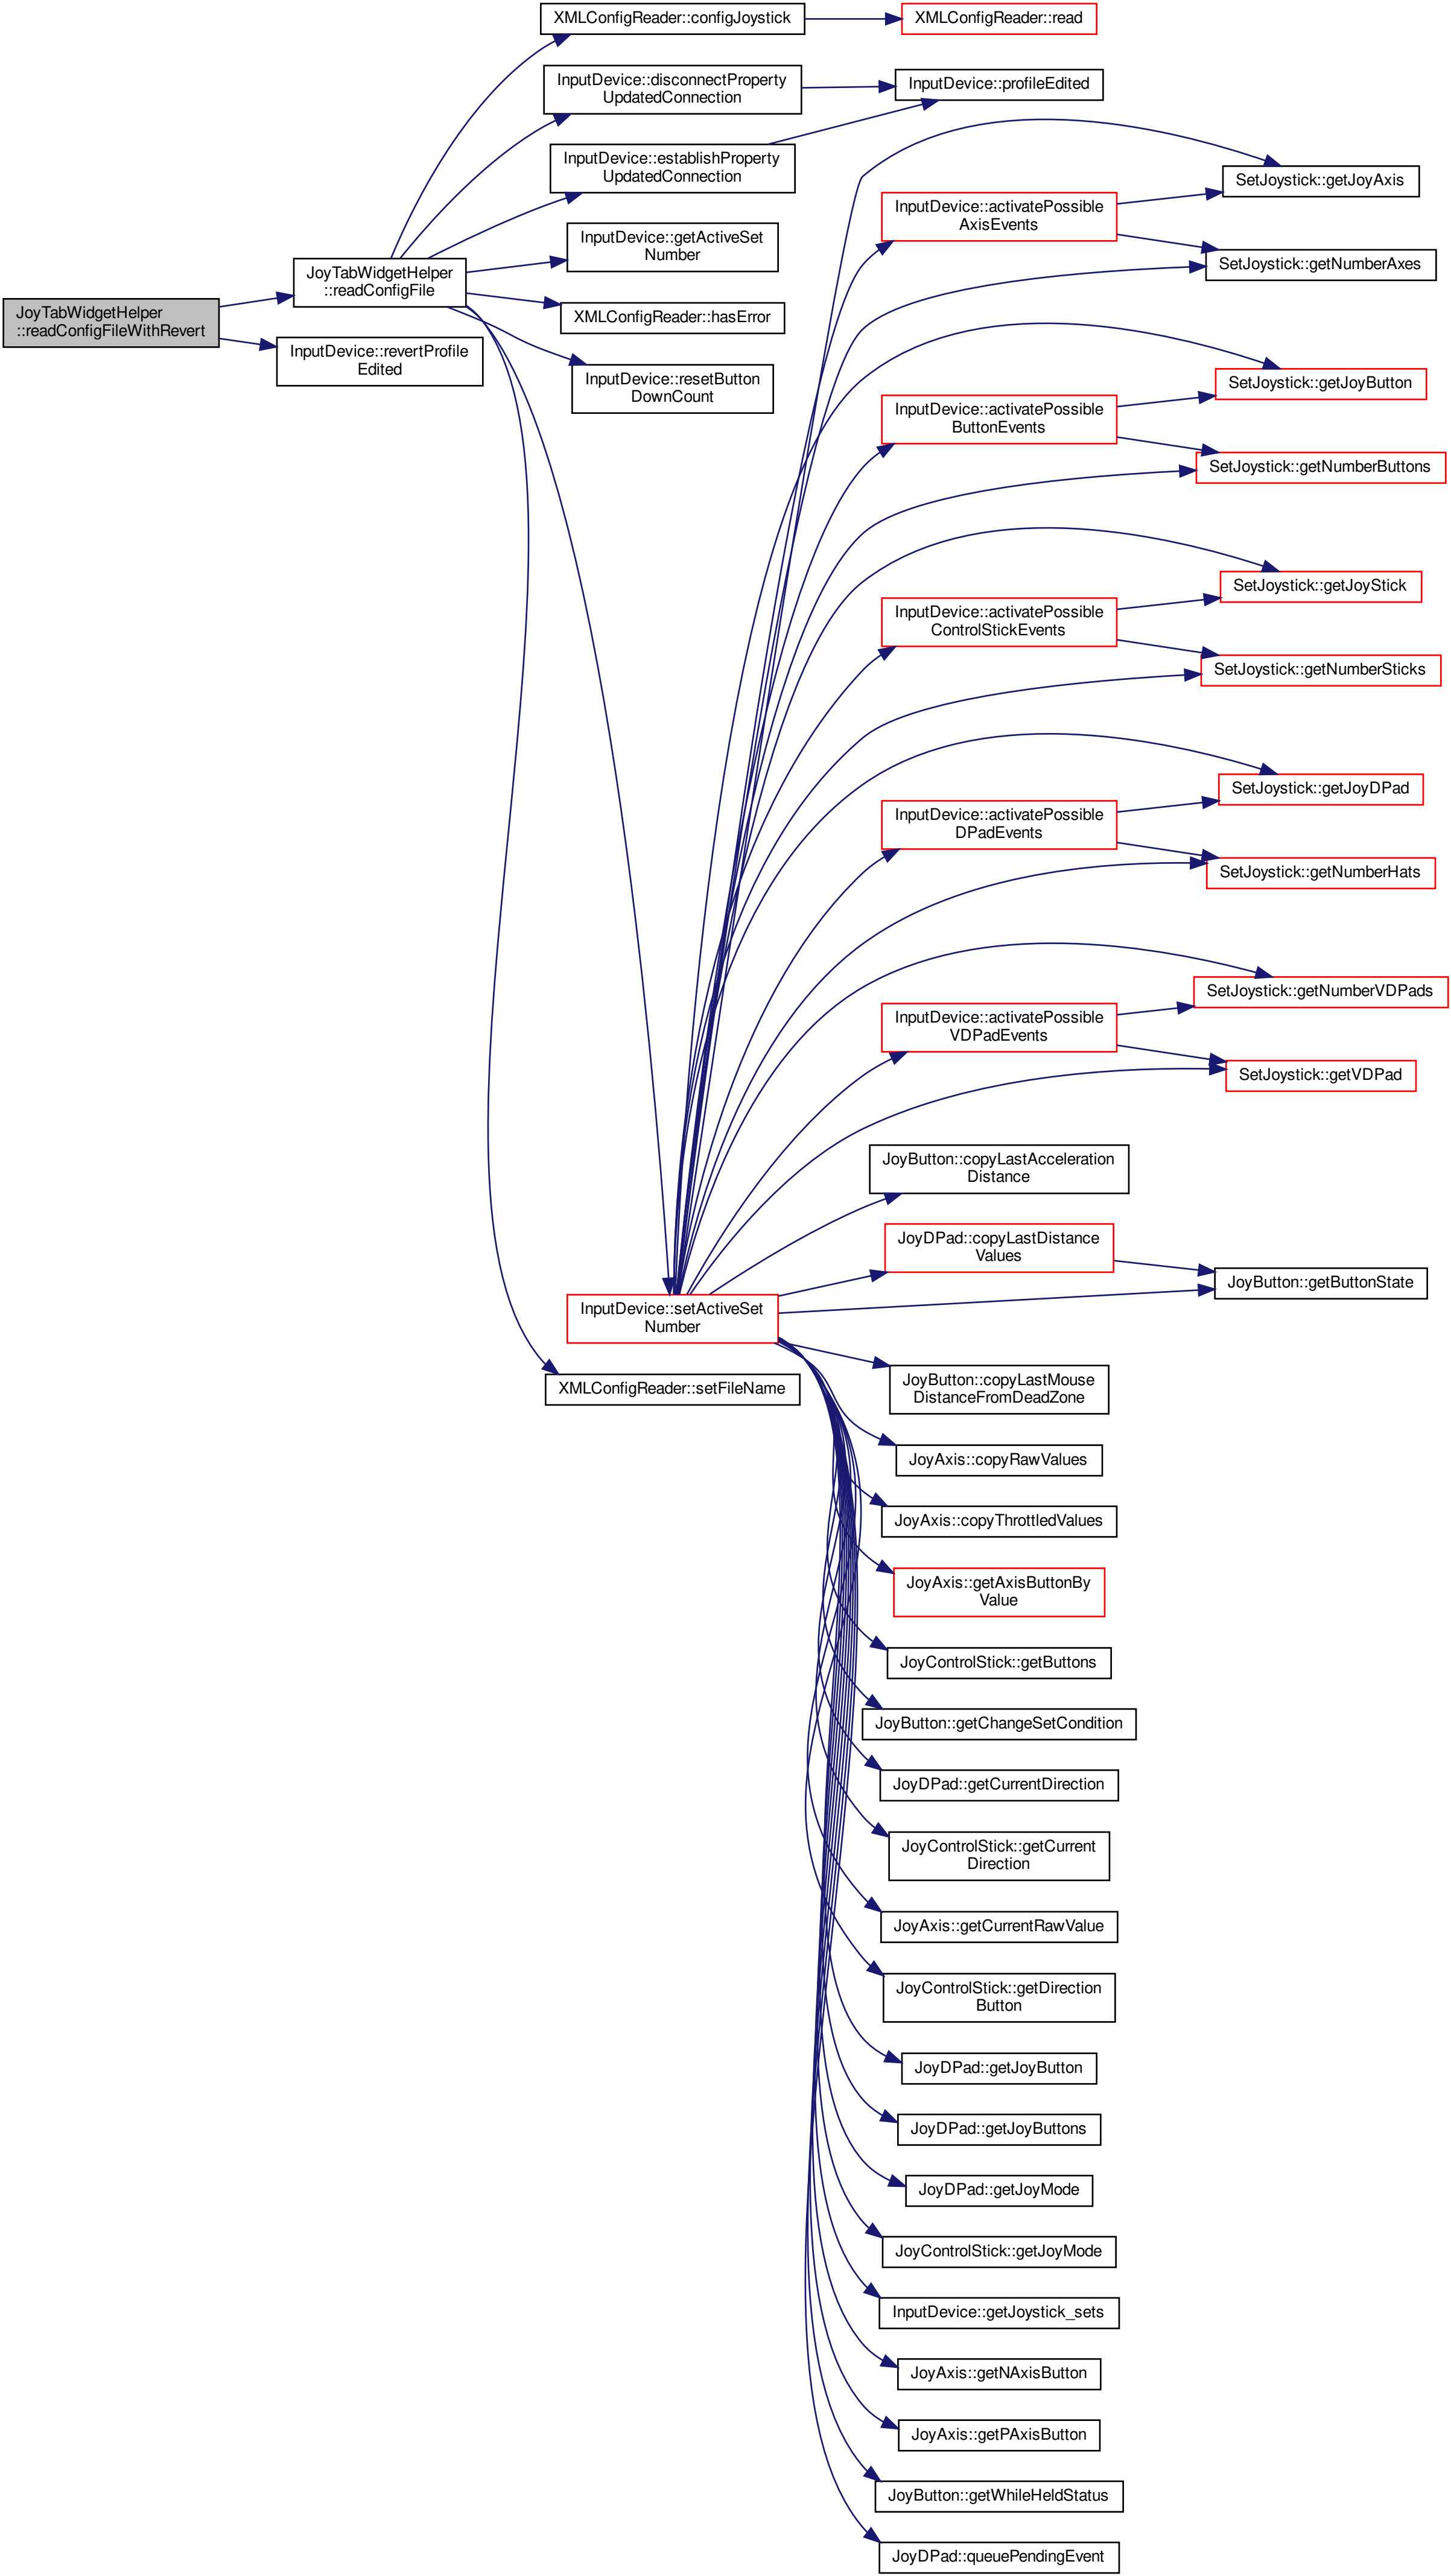 JoyTabWidgetHelper
::readConfigFileWithRevert
JoyTabWidgetHelper
::readConfigFile
InputDevice::revertProfile
Edited
XMLConfigReader::configJoystick
XMLConfigReader::read
InputDevice::disconnectProperty
UpdatedConnection
InputDevice::profileEdited
InputDevice::establishProperty
UpdatedConnection
InputDevice::getActiveSet
Number
XMLConfigReader::hasError
InputDevice::resetButton
DownCount
InputDevice::setActiveSet
Number
XMLConfigReader::setFileName
InputDevice::activatePossible
AxisEvents
SetJoystick::getJoyAxis
SetJoystick::getNumberAxes
InputDevice::activatePossible
ButtonEvents
SetJoystick::getJoyButton
SetJoystick::getNumberButtons
InputDevice::activatePossible
ControlStickEvents
SetJoystick::getJoyStick
SetJoystick::getNumberSticks
InputDevice::activatePossible
DPadEvents
SetJoystick::getJoyDPad
SetJoystick::getNumberHats
InputDevice::activatePossible
VDPadEvents
SetJoystick::getNumberVDPads
SetJoystick::getVDPad
JoyButton::copyLastAcceleration
Distance
JoyDPad::copyLastDistance
Values
JoyButton::getButtonState
JoyButton::copyLastMouse
DistanceFromDeadZone
JoyAxis::copyRawValues
JoyAxis::copyThrottledValues
JoyAxis::getAxisButtonBy
Value
JoyControlStick::getButtons
JoyButton::getChangeSetCondition
JoyDPad::getCurrentDirection
JoyControlStick::getCurrent
Direction
JoyAxis::getCurrentRawValue
JoyControlStick::getDirection
Button
JoyDPad::getJoyButton
JoyDPad::getJoyButtons
JoyDPad::getJoyMode
JoyControlStick::getJoyMode
InputDevice::getJoystick_sets
JoyAxis::getNAxisButton
JoyAxis::getPAxisButton
JoyButton::getWhileHeldStatus
JoyDPad::queuePendingEvent